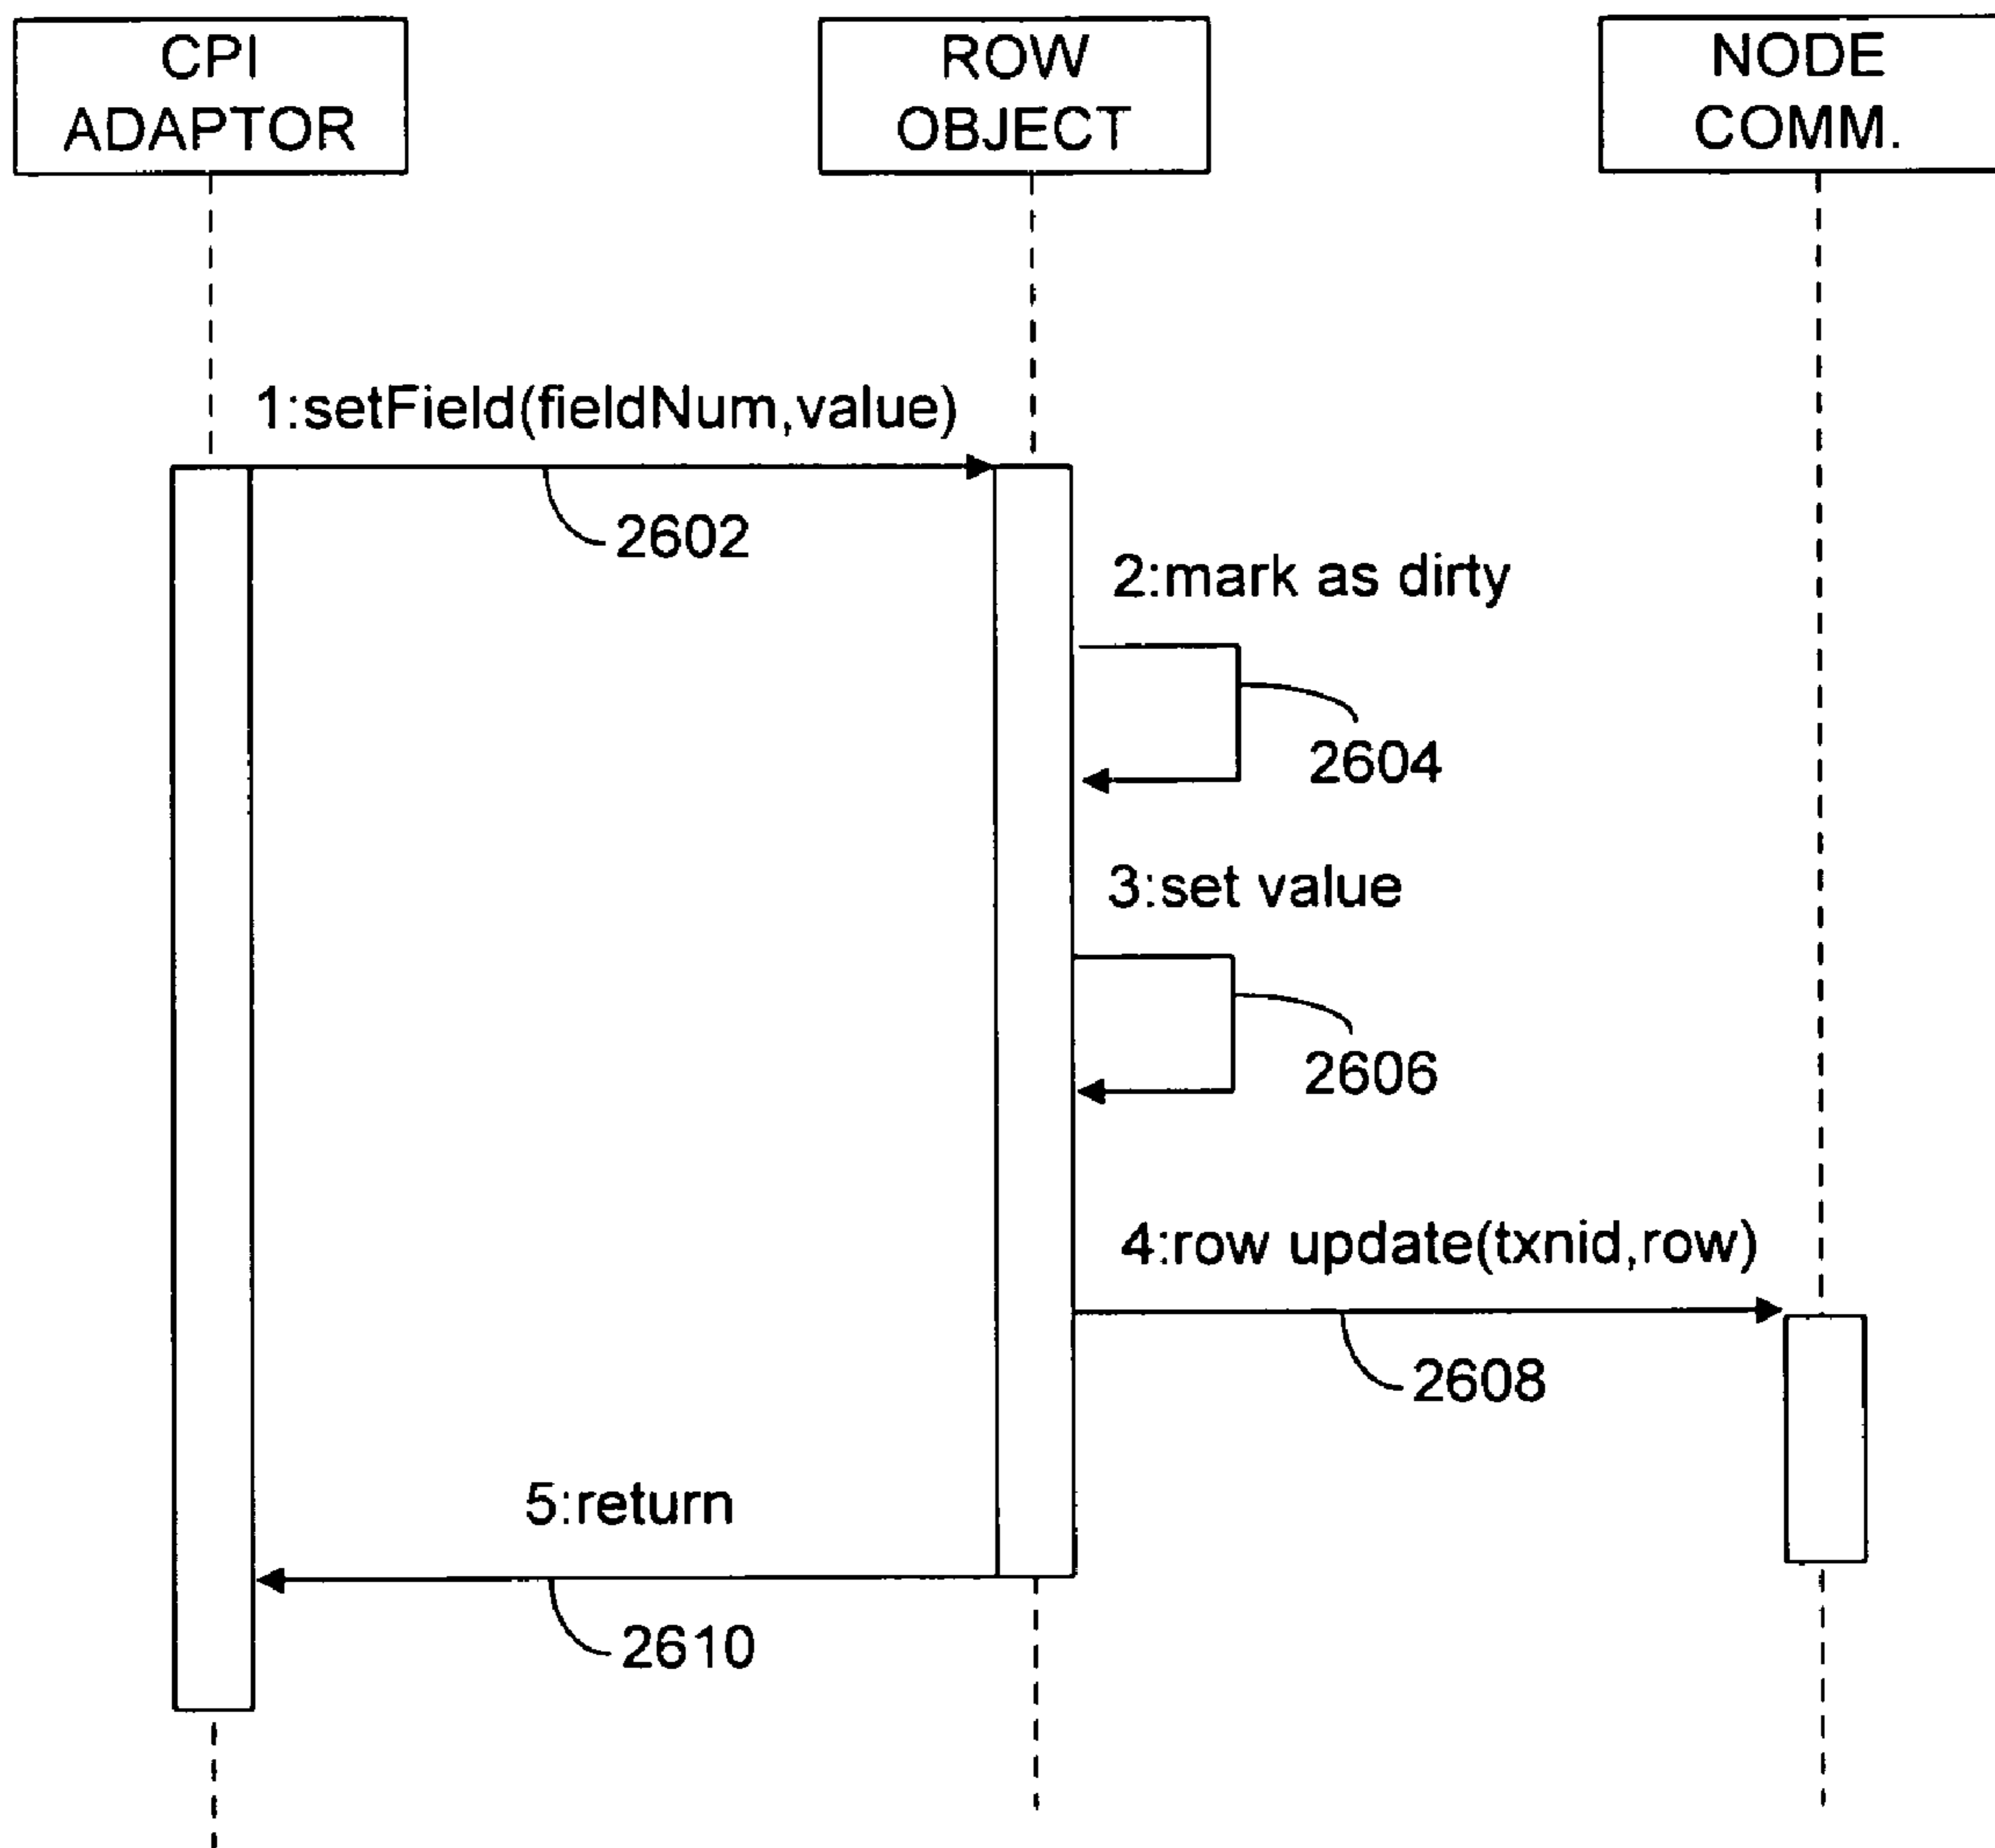 CPI
ADAPTOR
ROW
OBJECT
NODE
COMM.
1:setField(fieldNum,value)
2602
2:mark as dirty
2604
3:set value
2606
4:row update(txnid,row)
2608
5:return
2610